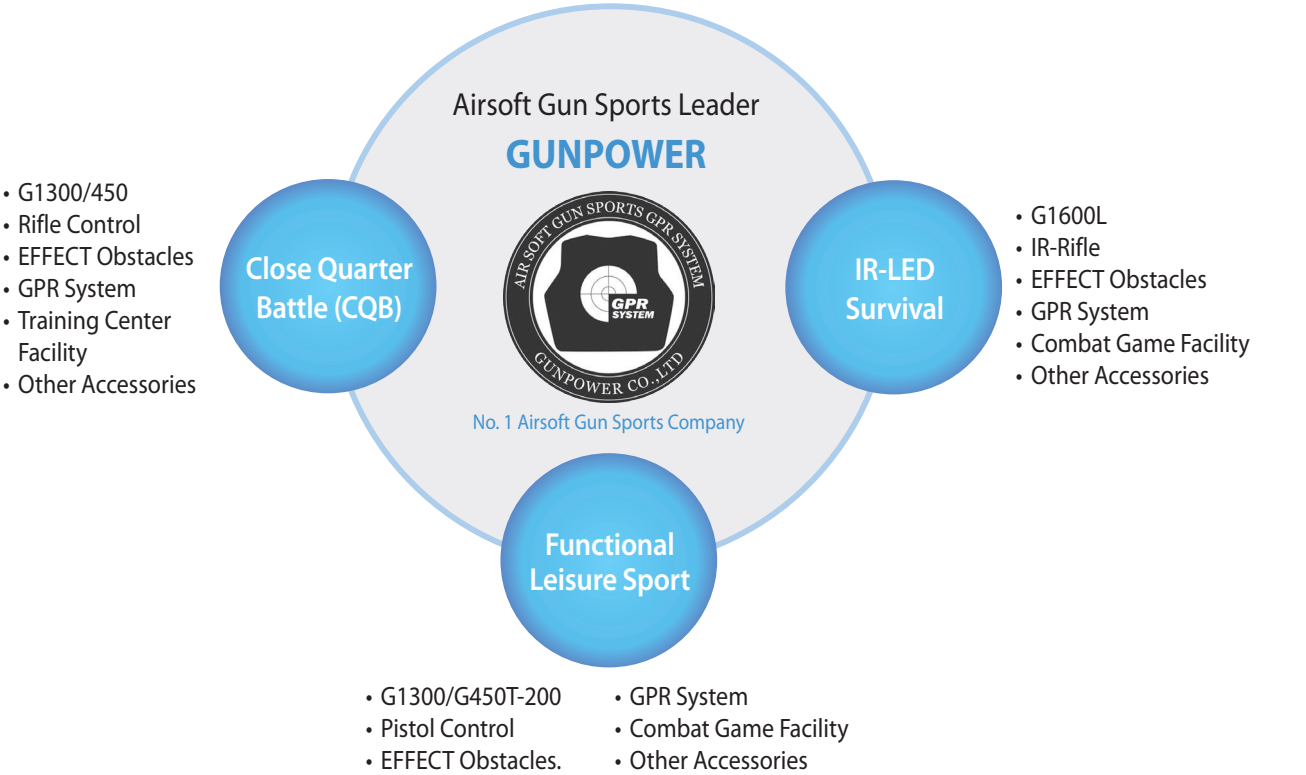 Airsoft Gun Sports Leader
GUNPOWER
AIR SOFT GUN SPORTS GPR SYSTEM
GPR
SYSTEM
GUNPOWER CO.,LTD
No. 1 Airsoft Gun Sports Company
• G1300/450
• Rifle Control
• EFFECT Obstacles
• GPR System
• Training Center
Facility
• Other Accessories
Close Quarter
Battle (CQB)
IR-LED
Survival
• G1600L
• IR-Rifle
• EFFECT Obstacles
• GPR System
• Combat Game Facility
• Other Accessories
Functional
Leisure Sport
• G1300/G450T-200
• Pistol Control
• EFFECT Obstacles.
• GPR System
• Combat Game Facility
• Other Accessories